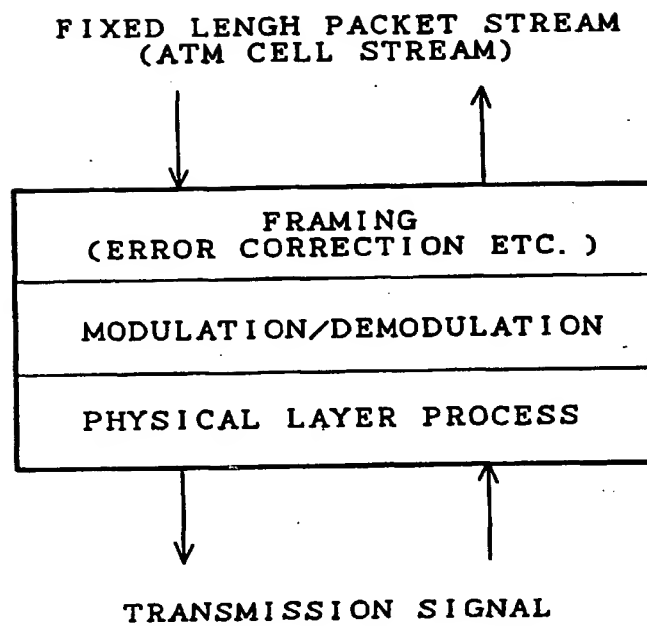 FIXED LENGH PACKET STREAM
(ATM CELL STREAM)
FRAMING
(ERROR CORRECTION ETC. )
MODULATION/DEMODULATION
PHYSICAL LAYER PROCESS
TRANSMISSION SIGNAL